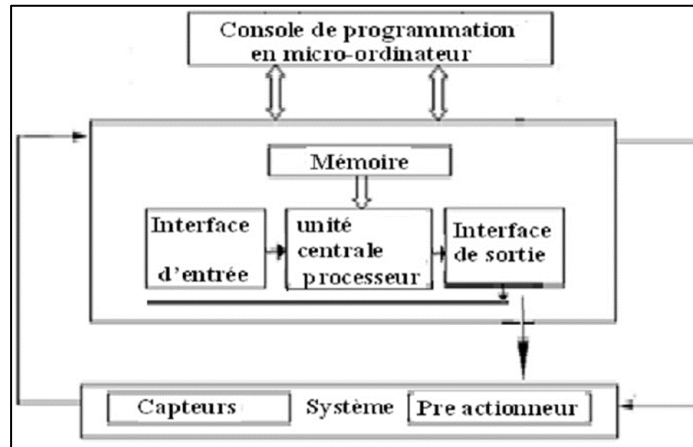 Console de programmation
en micro-ordinateur
Mémoire
Interface
d'entrée
unité
centrale
processeur
Interface
de sortie
Capteurs
Système
Pre actionneur